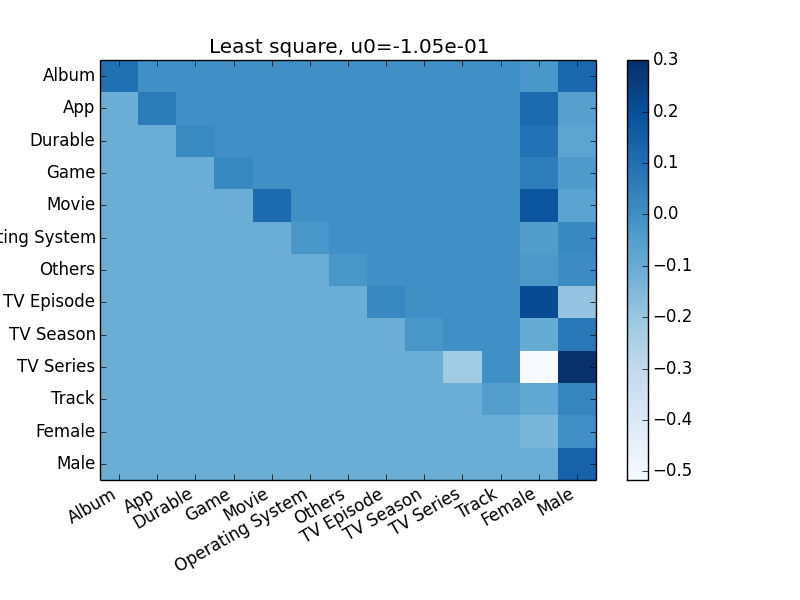 Least square, u0=-1.05e-01
Album
App
Durable
Game
Movie
ting System
Others
TV Episode
TV Season
TV Series
Track
Female
Male
Album
App
Durable
Game
Movie
Operating System
Others
TV Episode
TV Season
TV Series
Track
Female
Male
0.3
0.2
0.1
0.0
−0.1
−0.2
−0.3
−0.4
−0.5